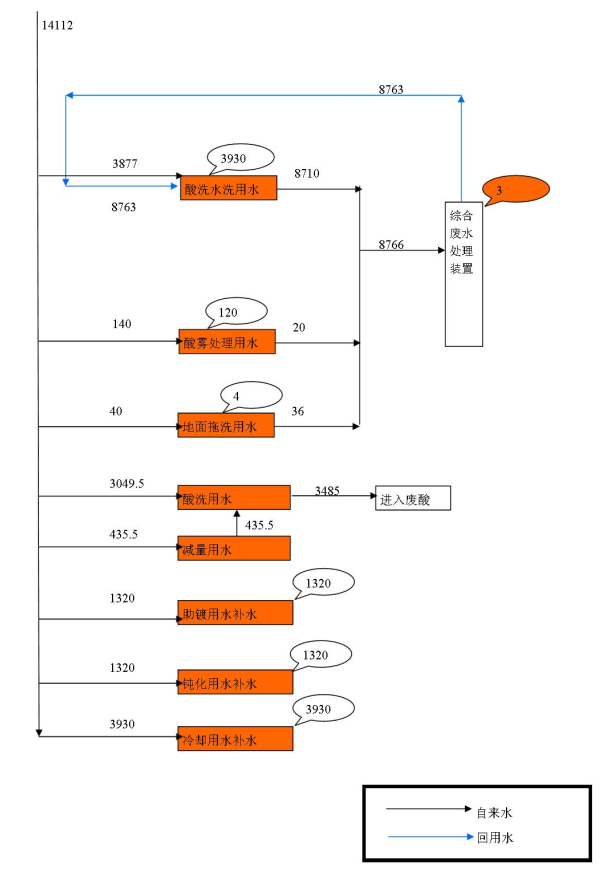 14112
8763
3877
3930
8710
酸洗水洗用水
8763
3
综合
废水
处理
装置
8766
120
140
20
酸雾处理用水
4
40
36
地面拖洗用水
3049.5
酸洗用水
3485
进入废酸
435.5
435.5
减量用水
1320
1320
助镀用水补水
1320
1320
钝化用水补水
3930
3930
冷却用水补水
自来水
回用水